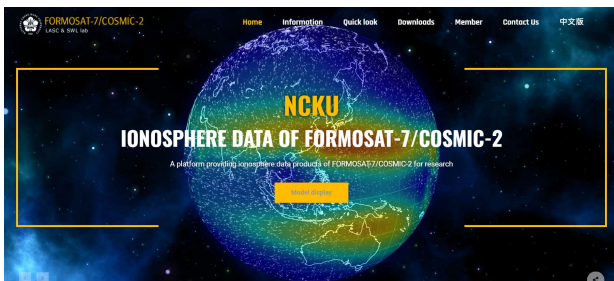 FORMOSAT-7/COSMIC-2
LASC & SWL lab
Home Information Quick look Downloads Member Contact Us 中文版
NCKU
IONOSPHERE DATA OF FORMOSAT-7/COSMIC-2
A platform providing ionosphere data products of FORMOSAT-7/COSMIC-2 for research
Model display